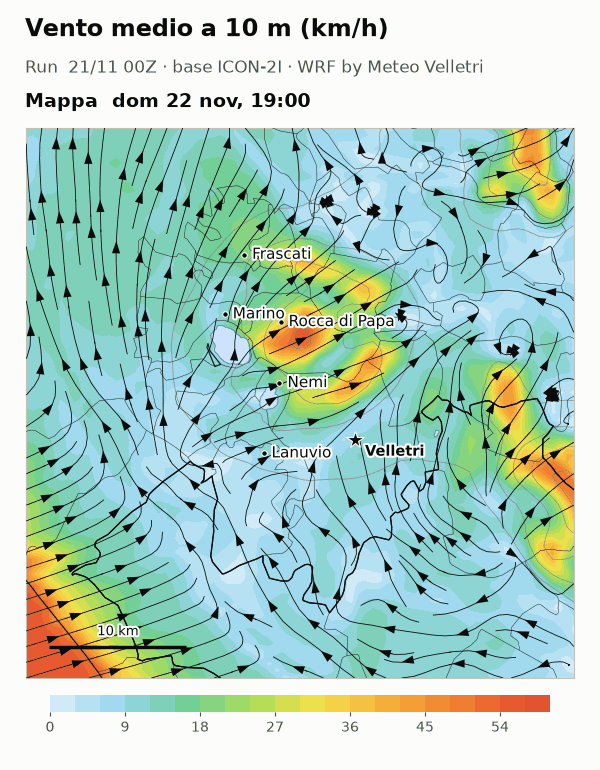 Vento medio a 10 m (km/h)
Run  21/11 00Z · base ICON-2I · WRF by Meteo Velletri
Mappa  dom 22 nov, 19:00
Frascati
Marino
Rocca di Papa
Nemi
Velletri
Lanuvio
10 km
0 9 18 27 36 45 54